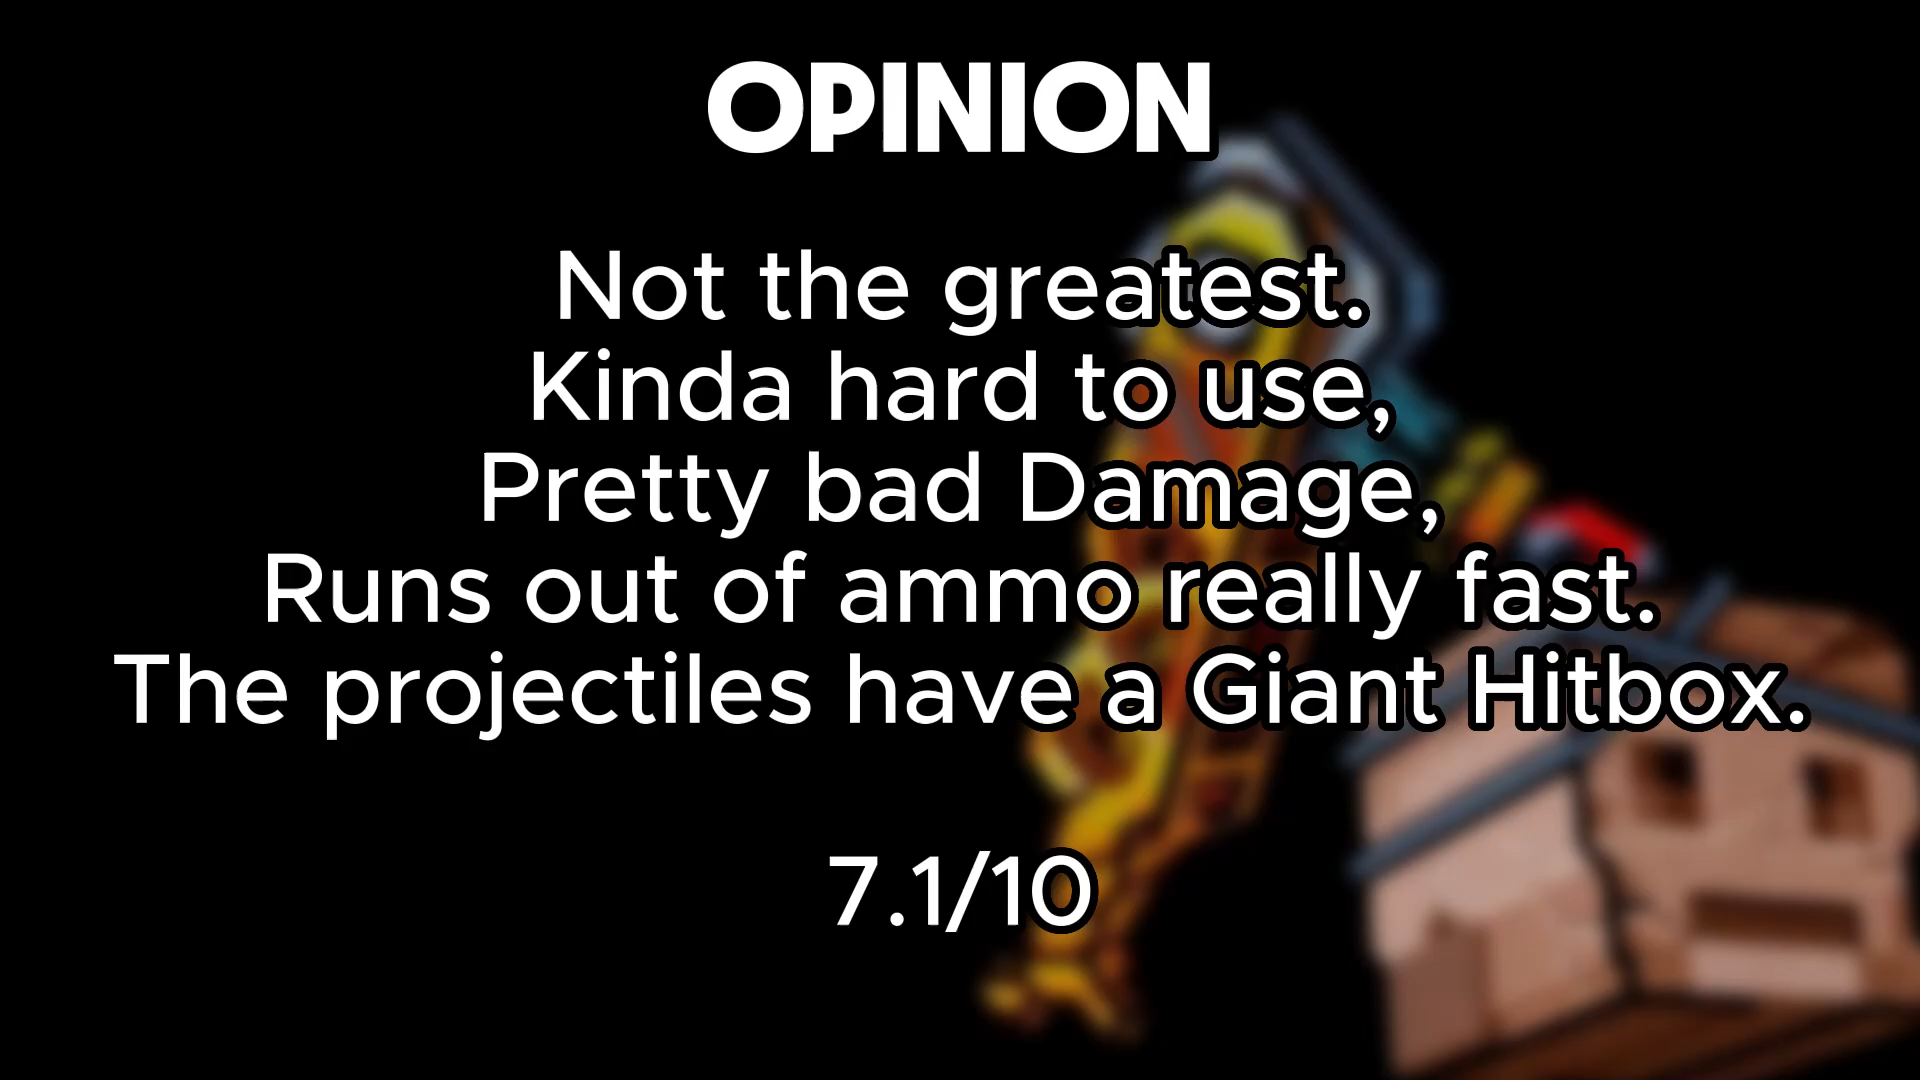 OPINION
Not the greatest.
Kinda hard to use,
Pretty bad Damage,
Runs out of ammo really fast.
The projectiles have a Giant Hitbox.
7.1/10